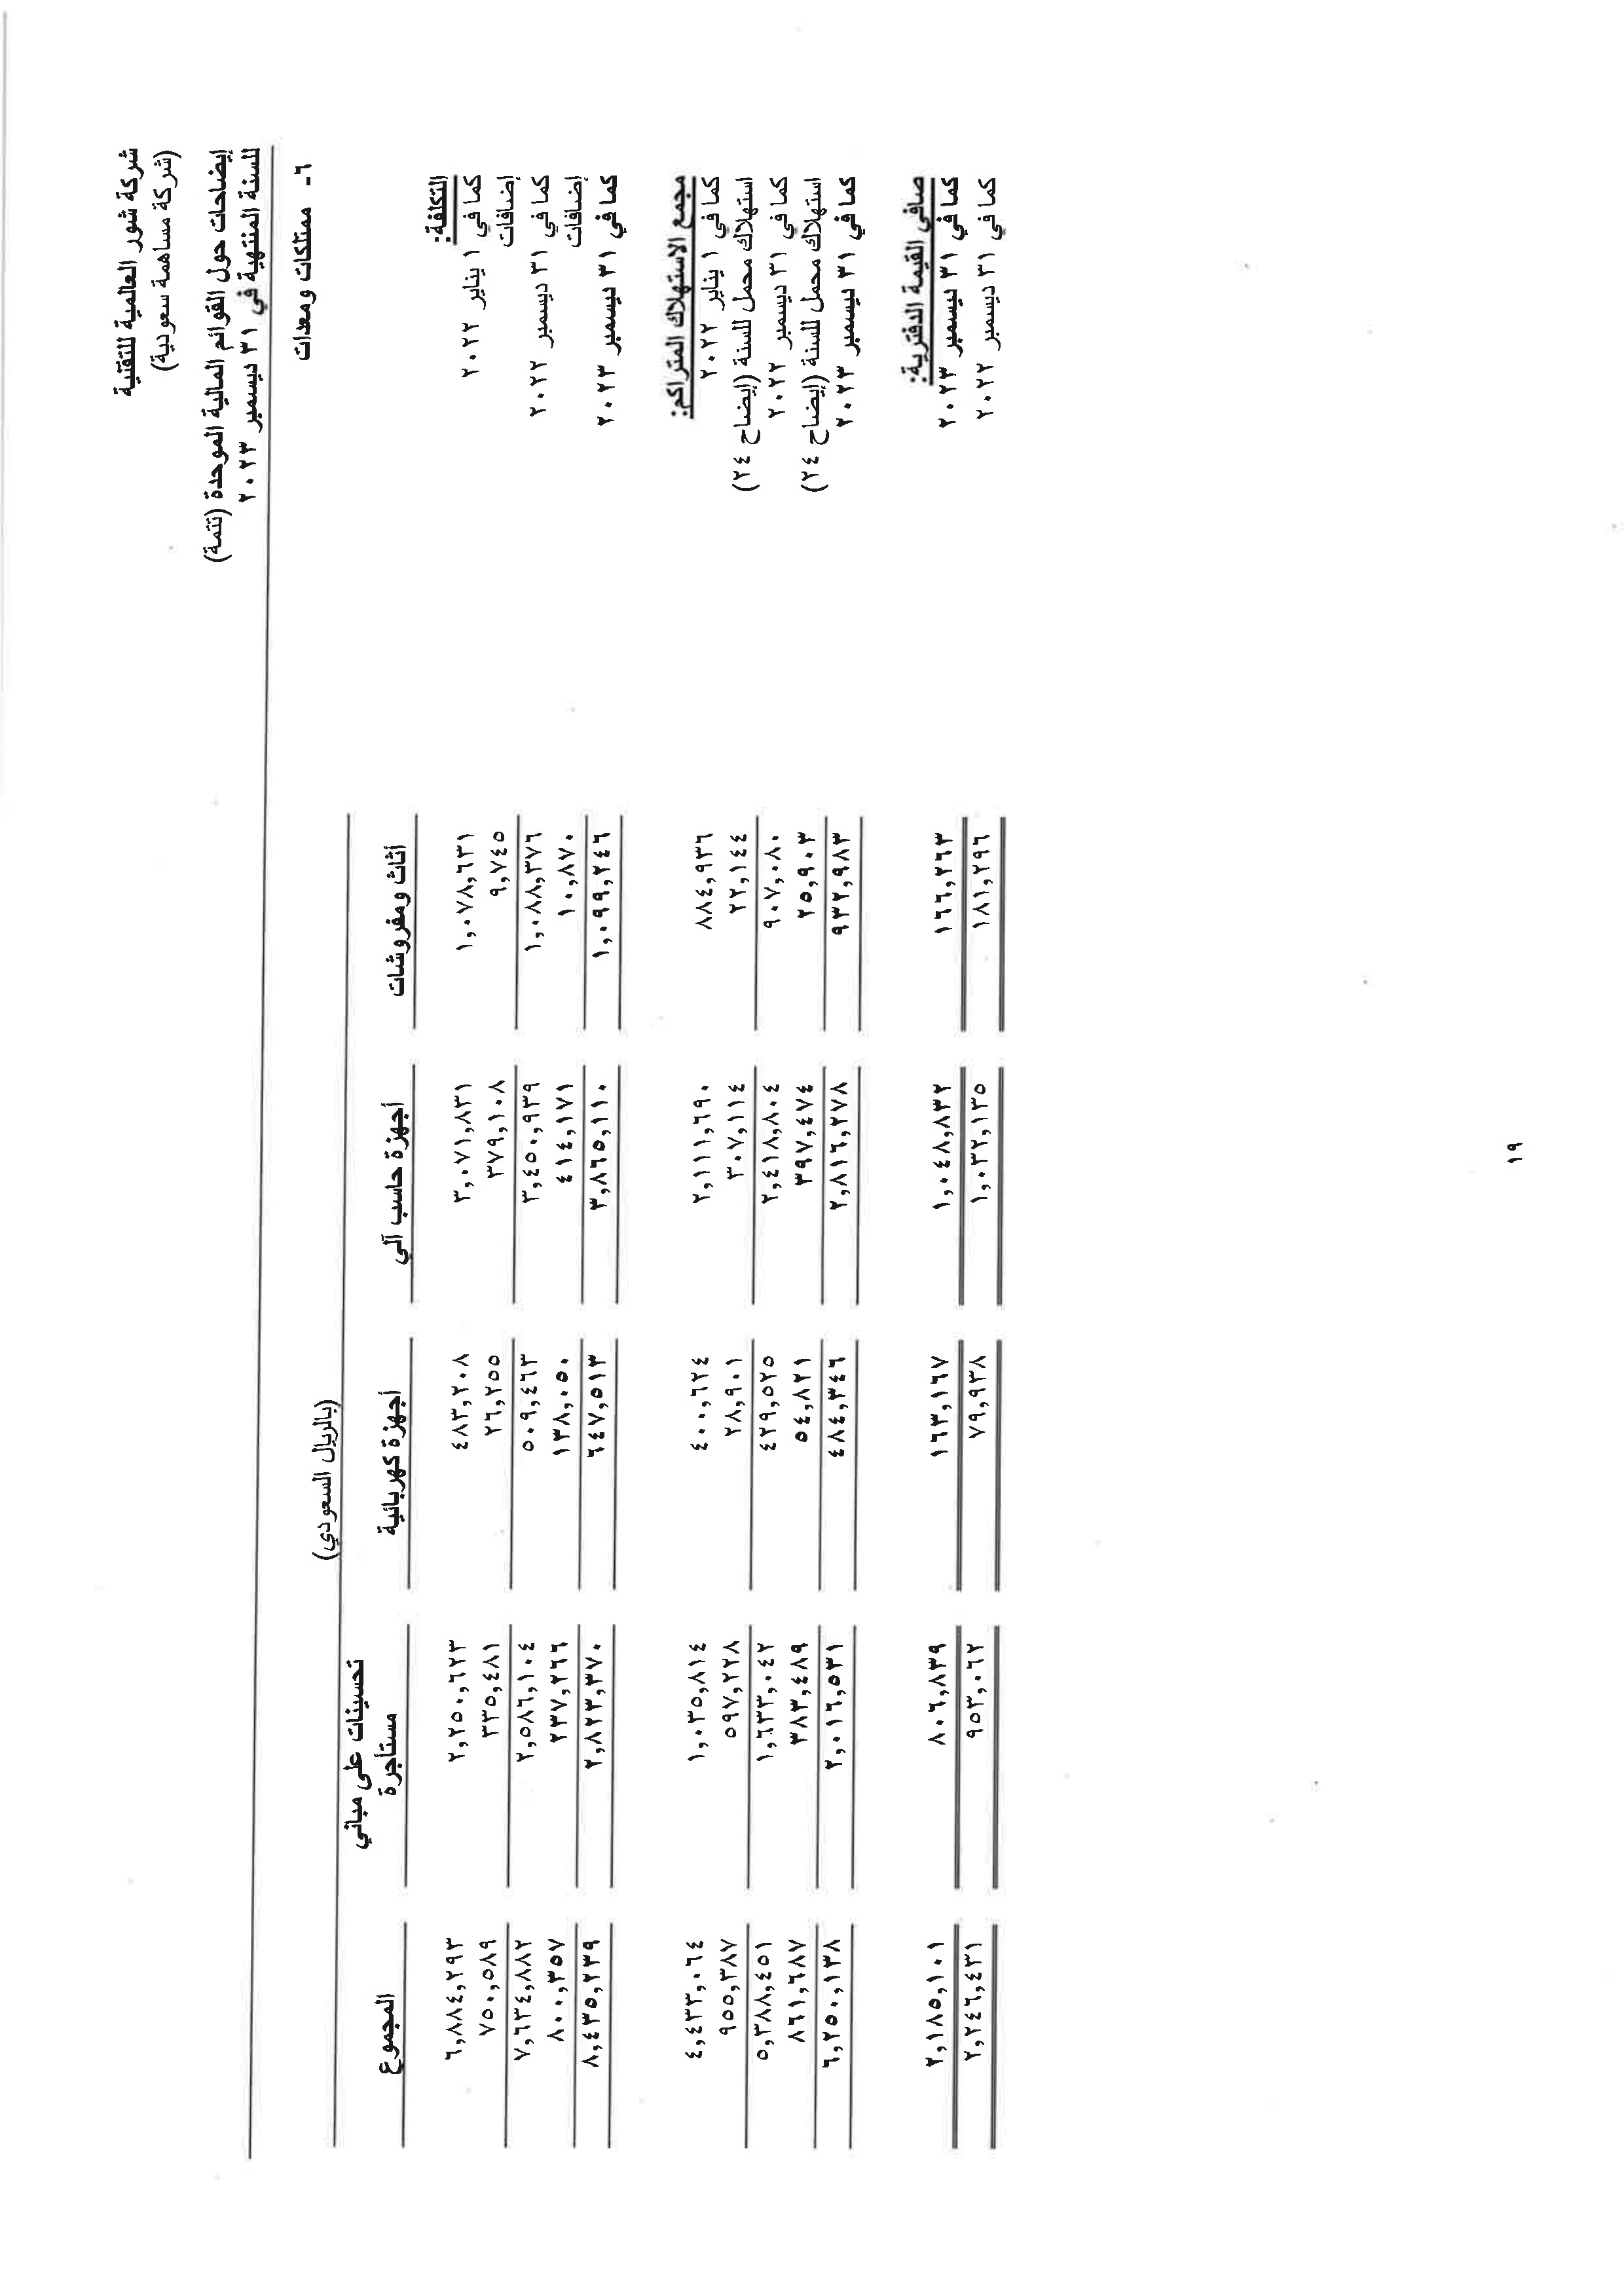 شركة شور العالمية للتقنية
(شركة مساهمة سعودية)
إيضاحات حول القوائم المالية الموحدة (تتمة)
للسنة المنتهية في ٣١ ديسمبر ٢٠٢٣
٦- ممتلكات ومعدات
(بالريال السعودي)
أثاث ومفروشات أجهزة حاسب آلي أجهزة كهربائية تحسينات على مباني مستأجرة المجموع
التكلفة:
كما في ١ يناير ٢٠٢٢ ١,٠٧٨,٦٣١ ٣,٠٧١,٨٣١ ٤٨٣,٢٠٨ ٢,٢٥٠,٦٢٣ ٦,٨٨٤,٢٩٣
إضافات ٩,٧٤٥ ٣٧٩,١٠٨ ٢٦,٢٥٥ ٣٣٥,٤٨١ ٧٥٠,٥٨٩
كما في ٣١ ديسمبر ٢٠٢٢ ١,٠٨٨,٣٧٦ ٣,٤٥٠,٩٣٩ ٥٠٩,٤٦٣ ٢,٥٨٦,١٠٤ ٧,٦٣٤,٨٨٢
إضافات ١٠,٨٧٠ ٤١٤,١٧١ ١٣٨,٠٥٠ ٢٣٧,٢٦٦ ٨٠٠,٣٥٧
كما في ٣١ ديسمبر ٢٠٢٣ ١,٠٩٩,٢٤٦ ٣,٨٦٥,١١٠ ٦٤٧,٥١٣ ٢,٨٢٣,٣٧٠ ٨,٤٣٥,٢٣٩
مجمع الاستهلاك المتراكم:
كما في ١ يناير ٢٠٢٢ ٨٨٤,٩٣٦ ٢,١١١,٦٩٠ ٤٠٠,٦٢٤ ١,٠٣٥,٨١٤ ٤,٤٣٣,٠٦٤
استهلاك محمل للسنة (إيضاح ٢٤) ٢٢,١٤٤ ٣٠٧,١١٤ ٢٨,٩٠١ ٥٩٧,٢٢٨ ٩٥٥,٣٨٧
كما في ٣١ ديسمبر ٢٠٢٢ ٩٠٧,٠٨٠ ٢,٤١٨,٨٠٤ ٤٢٩,٥٢٥ ١,٦٣٣,٠٤٢ ٥,٣٨٨,٤٥١
استهلاك محمل للسنة (إيضاح ٢٤) ٢٥,٩٠٣ ٣٩٧,٤٧٤ ٥٤,٨٢١ ٣٨٣,٤٨٩ ٨٦١,٦٨٧
كما في ٣١ ديسمبر ٢٠٢٣ ٩٣٢,٩٨٣ ٢,٨١٦,٢٧٨ ٤٨٤,٣٤٦ ٢,٠١٦,٥٣١ ٦,٢٥٠,١٣٨
صافي القيمة الدفترية:
كما في ٣١ ديسمبر ٢٠٢٣ ١٦٦,٢٦٣ ١,٠٤٨,٨٣٢ ١٦٣,١٦٧ ٨٠٦,٨٣٩ ٢,١٨٥,١٠١
كما في ٣١ ديسمبر ٢٠٢٢ ١٨١,٢٩٦ ١,٠٣٢,١٣٥ ٧٩,٩٣٨ ٩٥٣,٠٦٢ ٢,٢٤٦,٤٣١
١٩